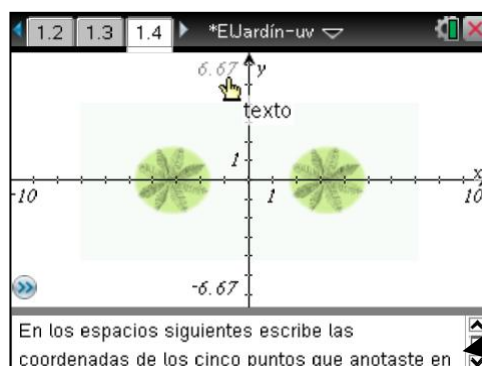 1.2 1.3 1.4 *ElJardín-uv
6.67 y
texto
1 x
-10 1 10
-6.67
En los espacios siguientes escribe las
coordenadas de los cinco puntos que anotaste en